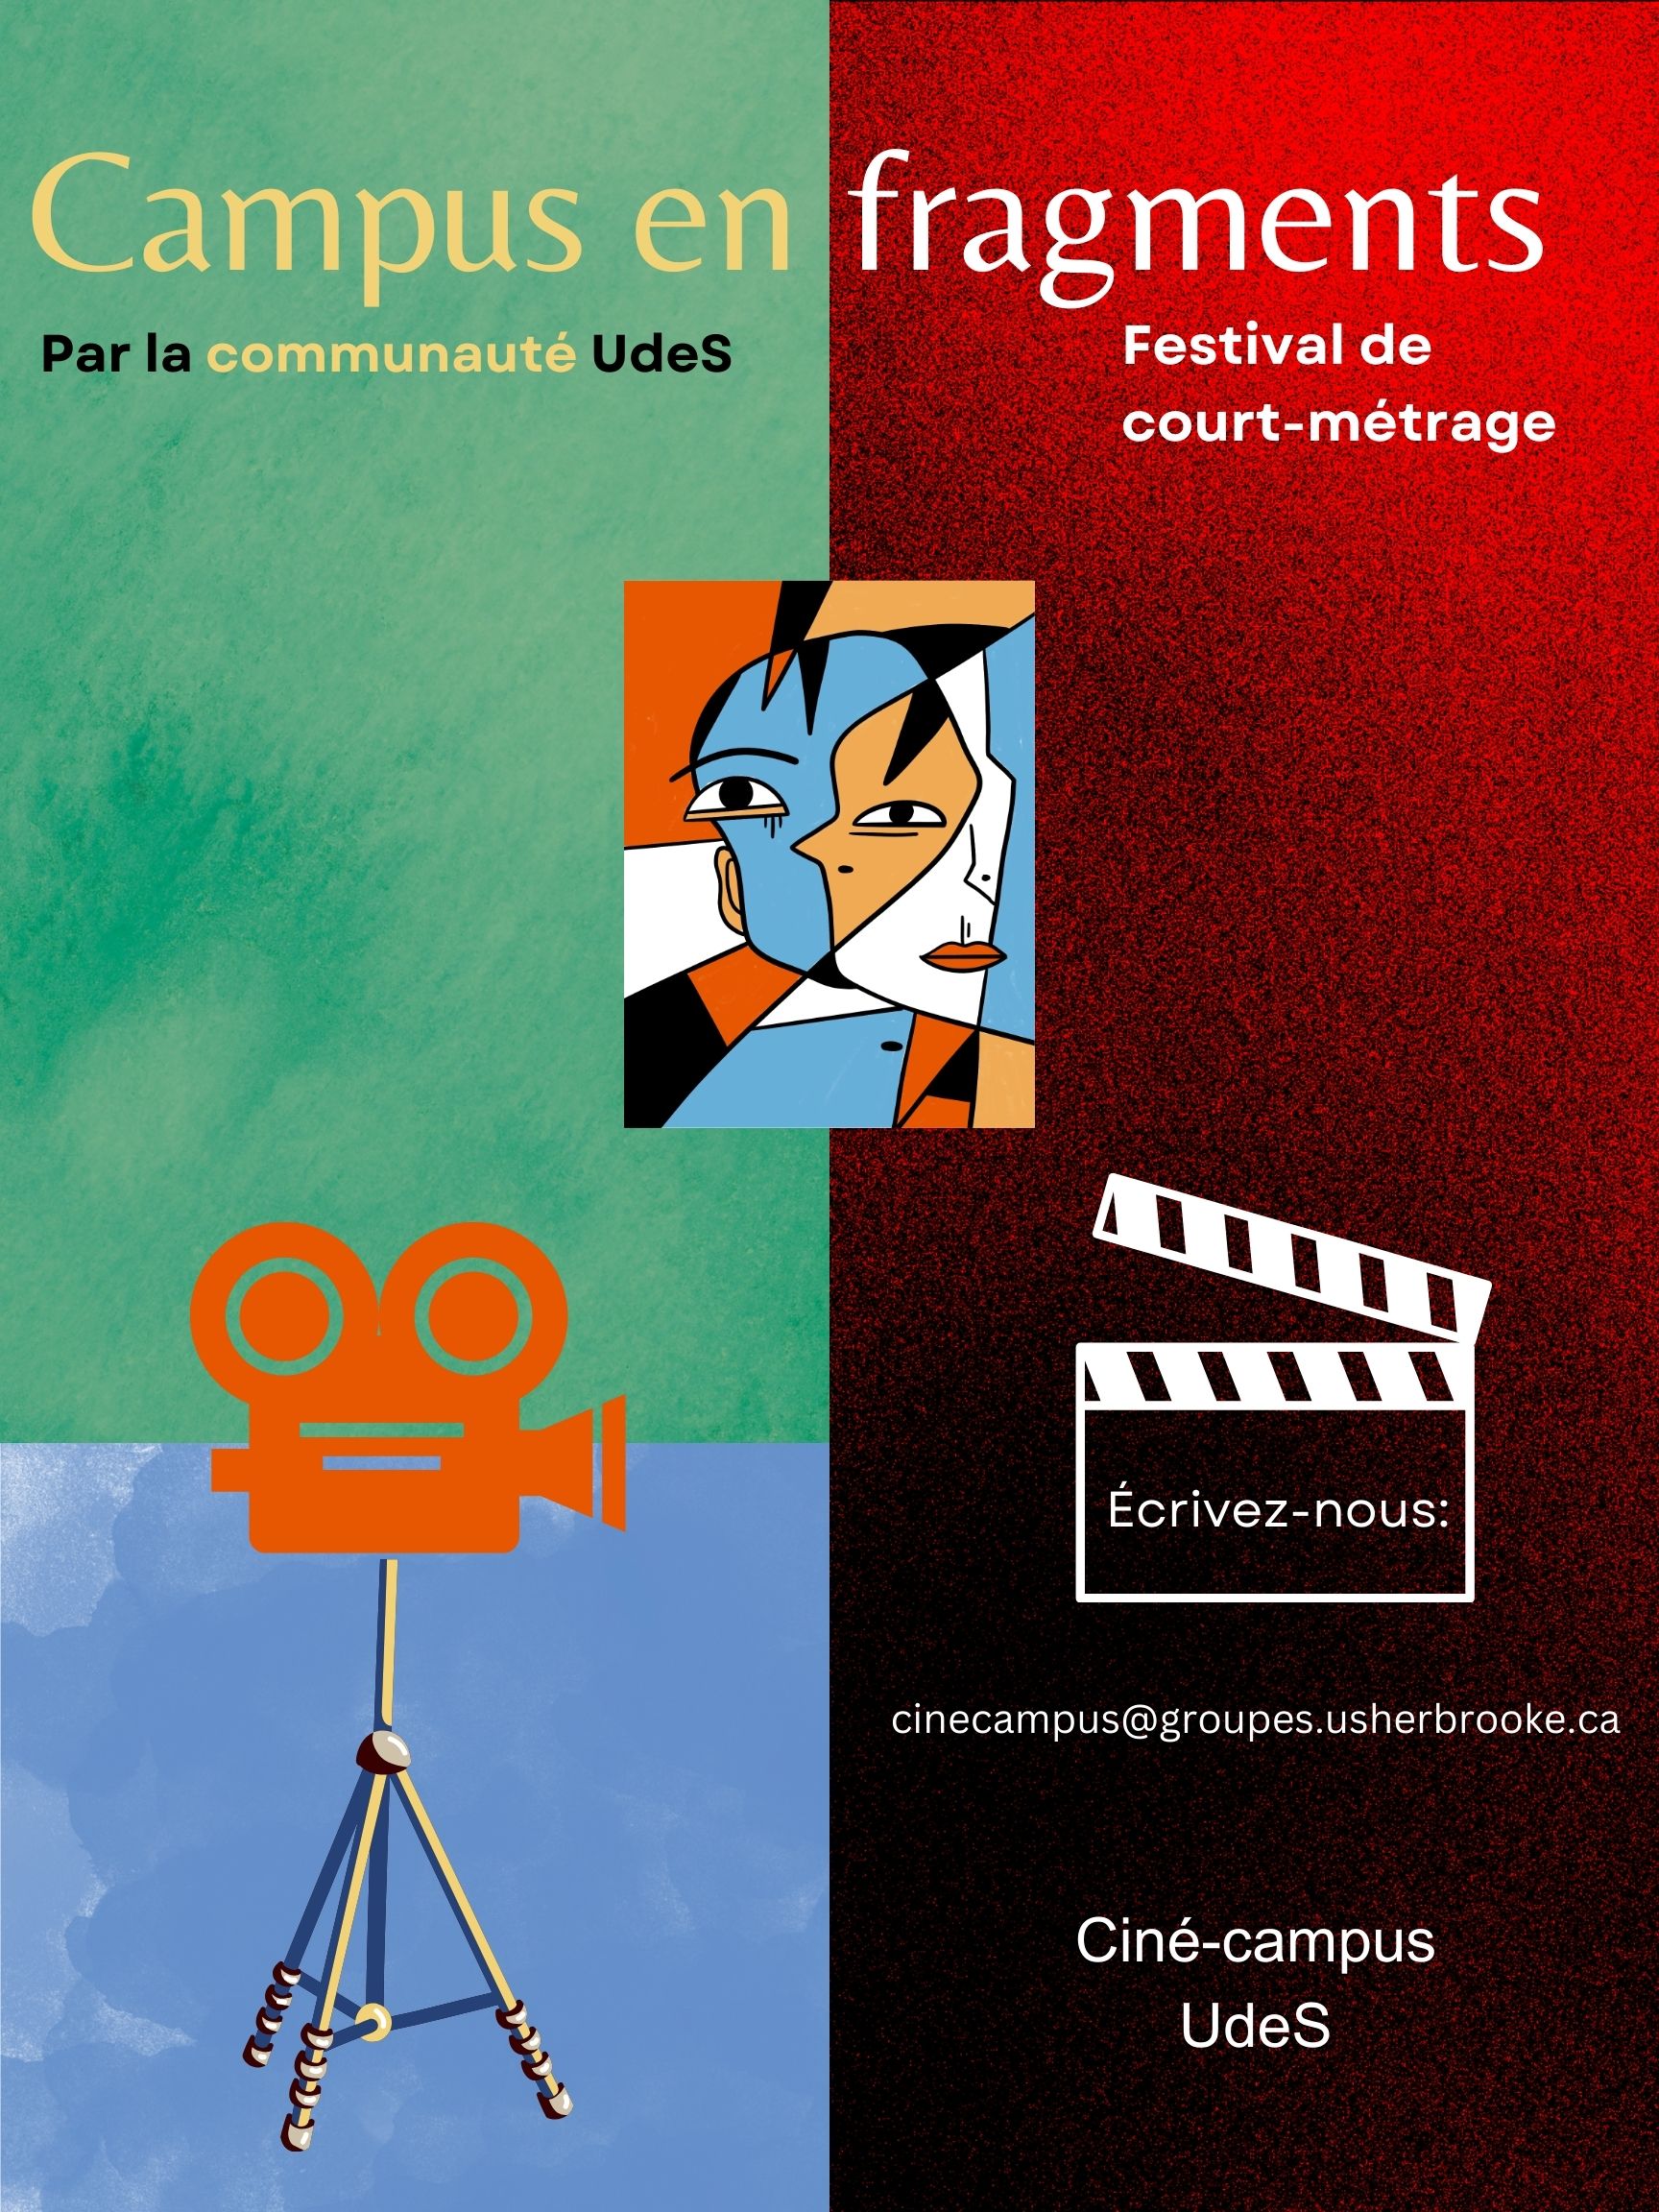 Campus en fragments
Par la communauté UdeS
Festival de
court-métrage
Écrivez-nous:
cinecampus@groupes.usherbrooke.ca
Ciné-campus
UdeS